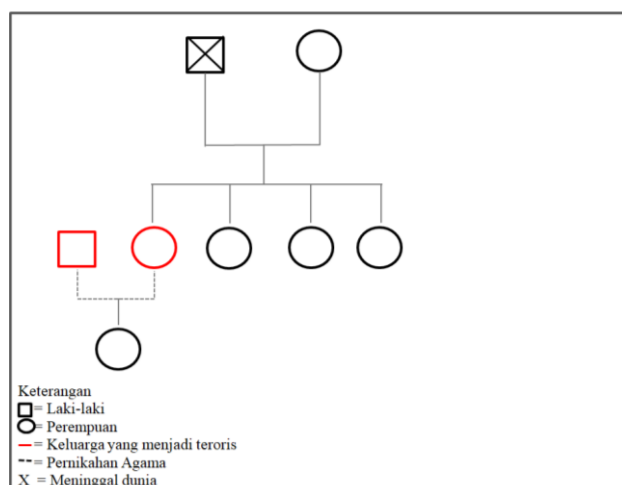 Keterangan
= Laki-laki
= Perempuan
= Keluarga yang menjadi teroris
= Pernikahan Agama
X = Meninggal dunia